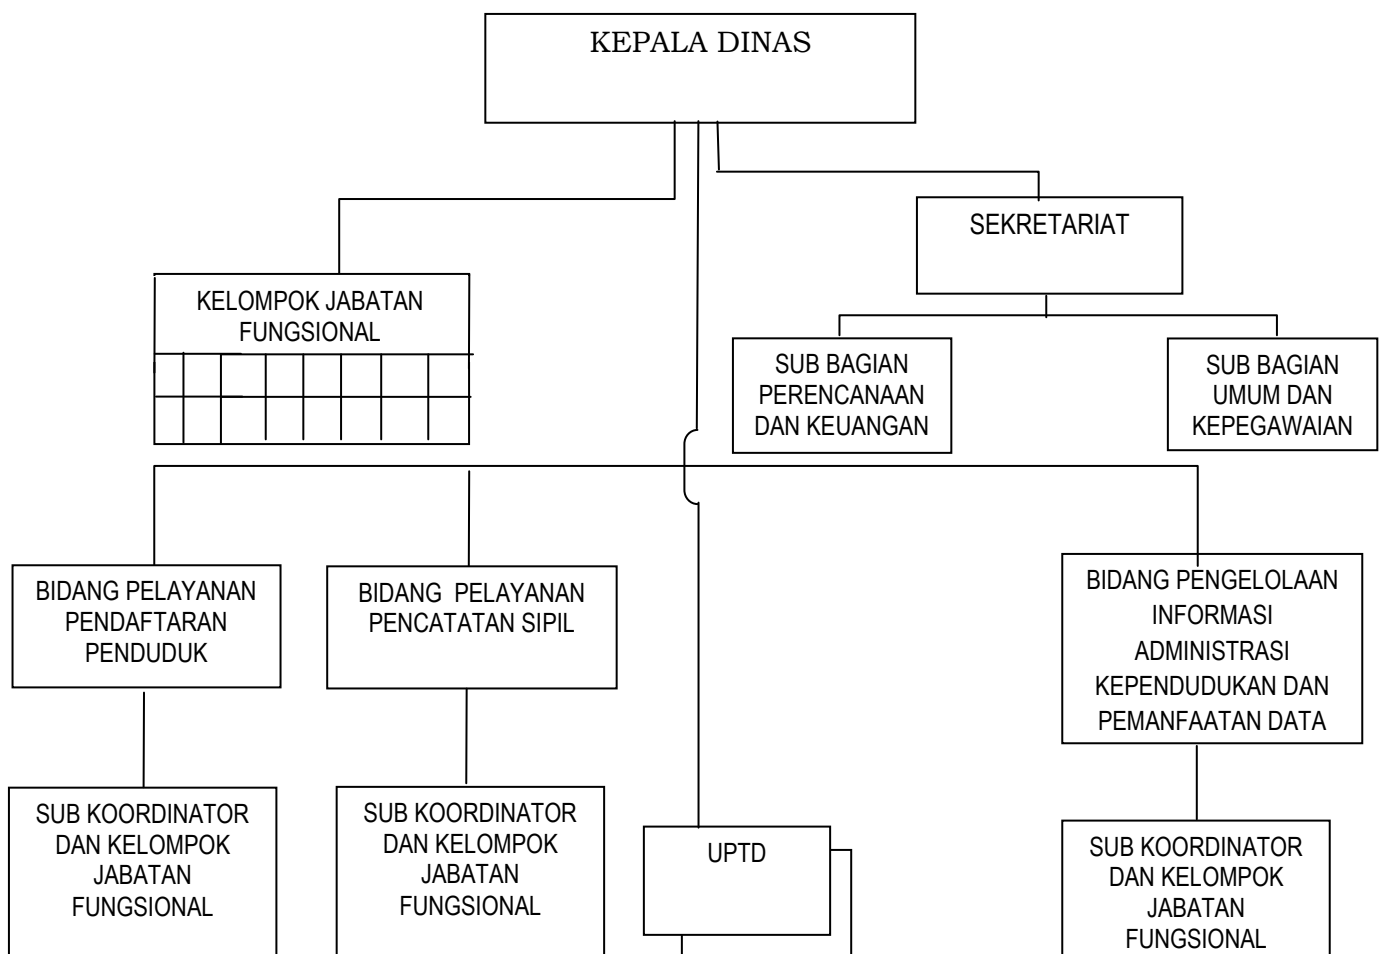 KEPALA DINAS
SEKRETARIAT
KELOMPOK JABATAN
FUNGSIONAL
SUB BAGIAN
PERENCANAAN
DAN KEUANGAN
SUB BAGIAN
UMUM DAN
KEPEGAWAIAN
BIDANG PELAYANAN
PENDAFTARAN
PENDUDUK
BIDANG PELAYANAN
PENCATATAN SIPIL
BIDANG PENGELOLAAN
INFORMASI
ADMINISTRASI
KEPENDUDUKAN DAN
PEMANFAATAN DATA
SUB KOORDINATOR
DAN KELOMPOK
JABATAN
FUNGSIONAL
SUB KOORDINATOR
DAN KELOMPOK
JABATAN
FUNGSIONAL
UPTD
SUB KOORDINATOR
DAN KELOMPOK
JABATAN
FUNGSIONAL